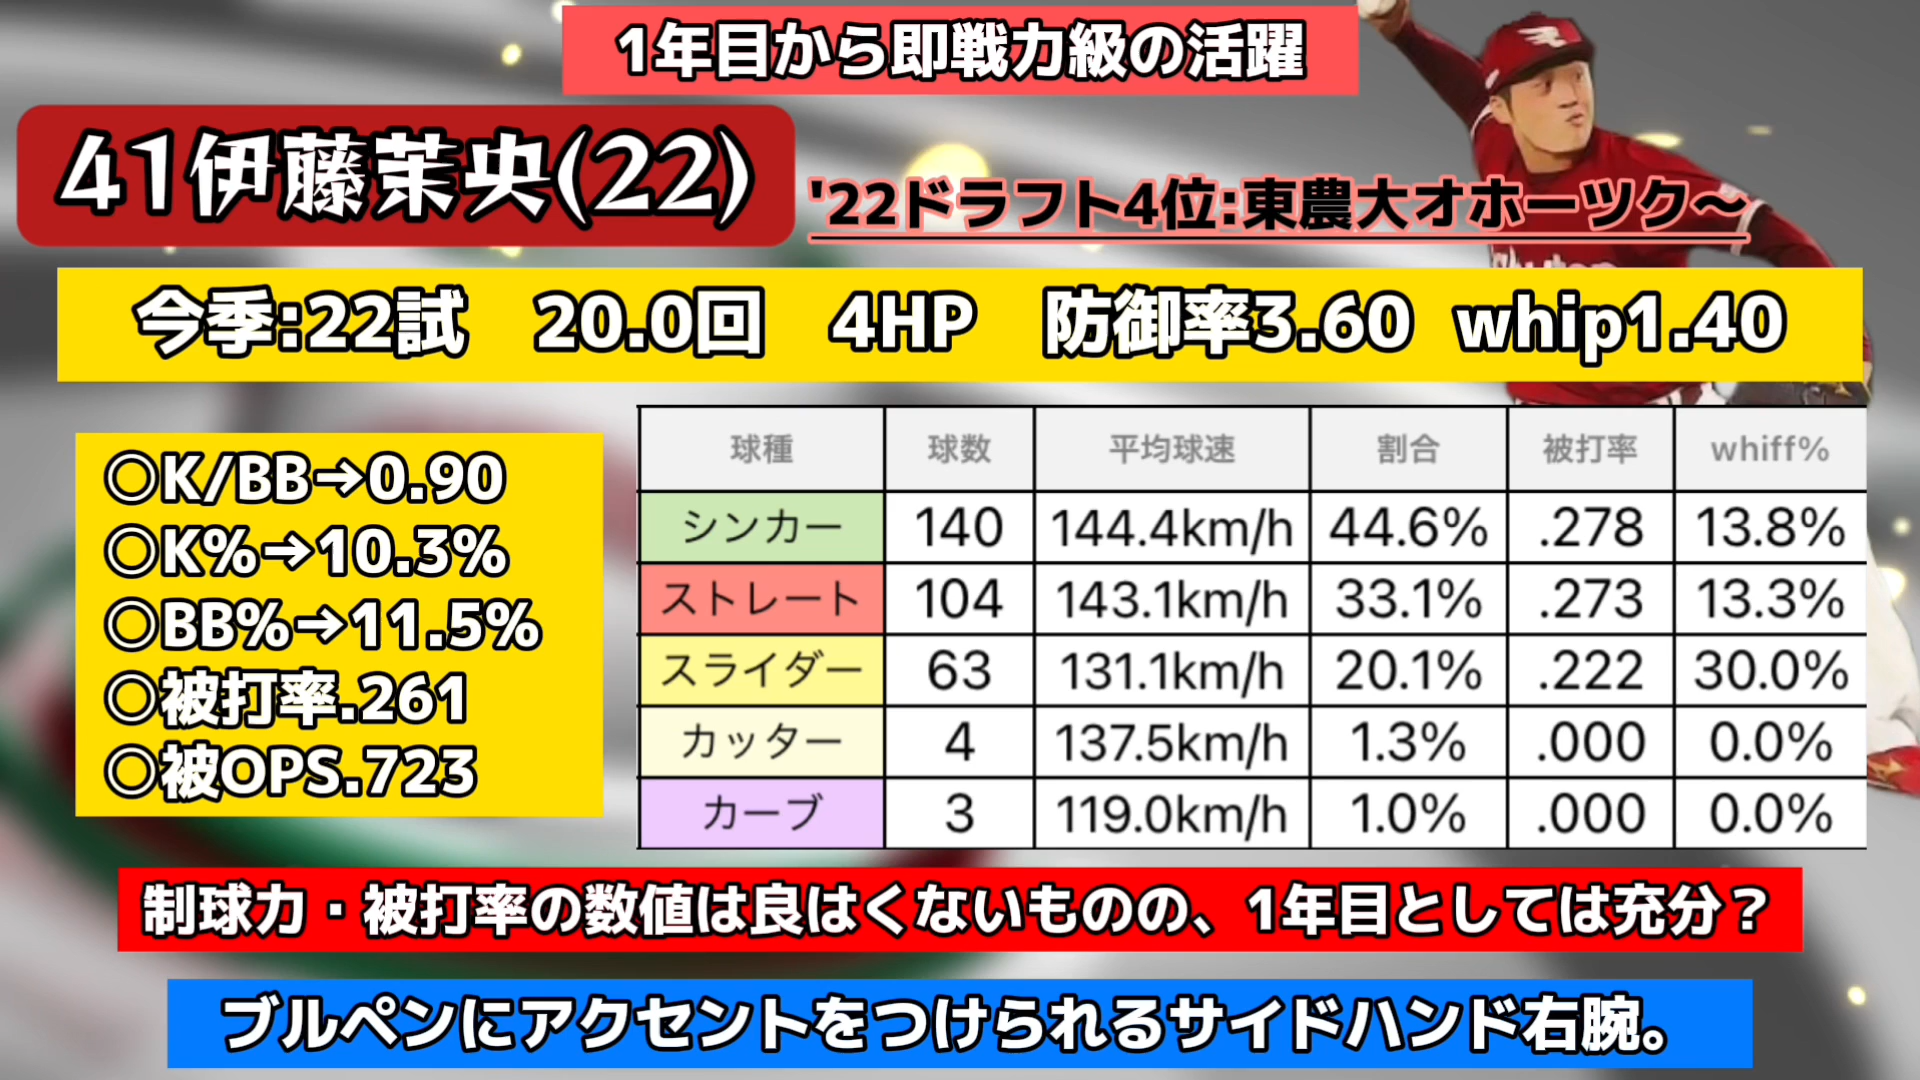 1年目から即戦力級の活躍
41伊藤茉央(22)
'22ドラフト4位:東農大オホーツク〜
今季:22試 20.0回 4HP 防御率3.60 whip1.40
○K/BB→0.90
○K%→10.3%
○BB%→11.5%
○被打率.261
○被OPS.723
球種 球数 平均球速 割合 被打率 whiff%
シンカー 140 144.4km/h 44.6% .278 13.8%
ストレート 104 143.1km/h 33.1% .273 13.3%
スライダー 63 131.1km/h 20.1% .222 30.0%
カッター 4 137.5km/h 1.3% .000 0.0%
カーブ 3 119.0km/h 1.0% .000 0.0%
制球力・被打率の数値は良はくないものの、1年目としては充分？
ブルペンにアクセントをつけられるサイドハンド右腕。